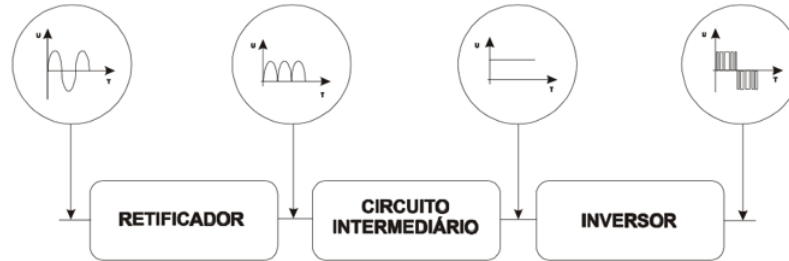 U
T
U
T
U
T
U
T
RETIFICADOR
CIRCUITO
INTERMEDIÁRIO
INVERSOR